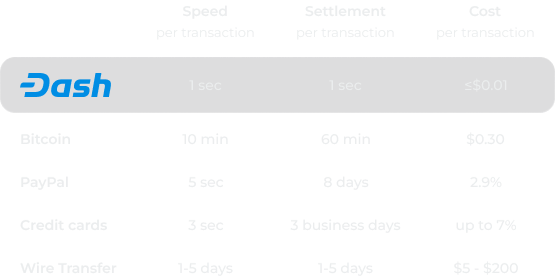 Speed Settlement Cost
per transaction per transaction per transaction
Dash 1 sec 1 sec ≤$0.01
Bitcoin 10 min 60 min $0.30
PayPal 5 sec 8 days 2.9%
Credit cards 3 sec 3 business days up to 7%
Wire Transfer 1-5 days 1-5 days $5 - $200